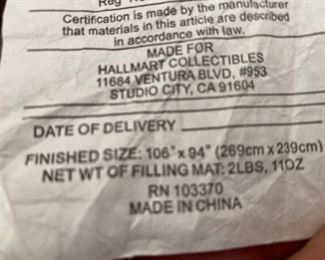 Reg
Certification is made by the manufacturer
that materials in this article are described
in accordance with law.
MADE FOR
HALLMART COLLECTIBLES
11684 VENTURA BLVD, #953
STUDIO CITY, CA 91604
DATE OF DELIVERY
FINISHED SIZE: 106" x 94" (269cm x 239cm)
NET WT OF FILLING MAT: 2LBS, 11OZ
RN 103370
MADE IN CHINA